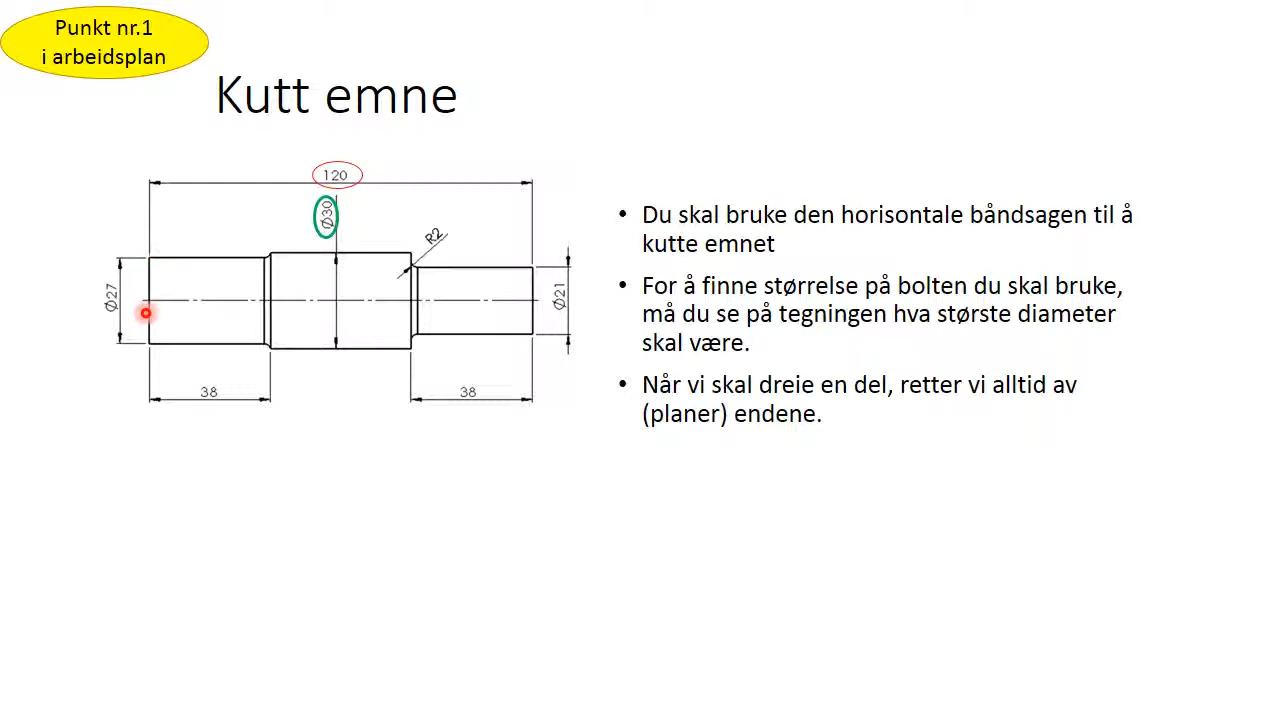 Punkt nr.1
i arbeidsplan
Kutt emne
120
Ø30
R2
Ø27
Ø21
38
38
• Du skal bruke den horisontale båndsagen til å
kutte emnet
• For å finne størrelse på bolten du skal bruke,
må du se på tegningen hva største diameter
skal være.
• Når vi skal dreie en del, retter vi alltid av
(planer) endene.